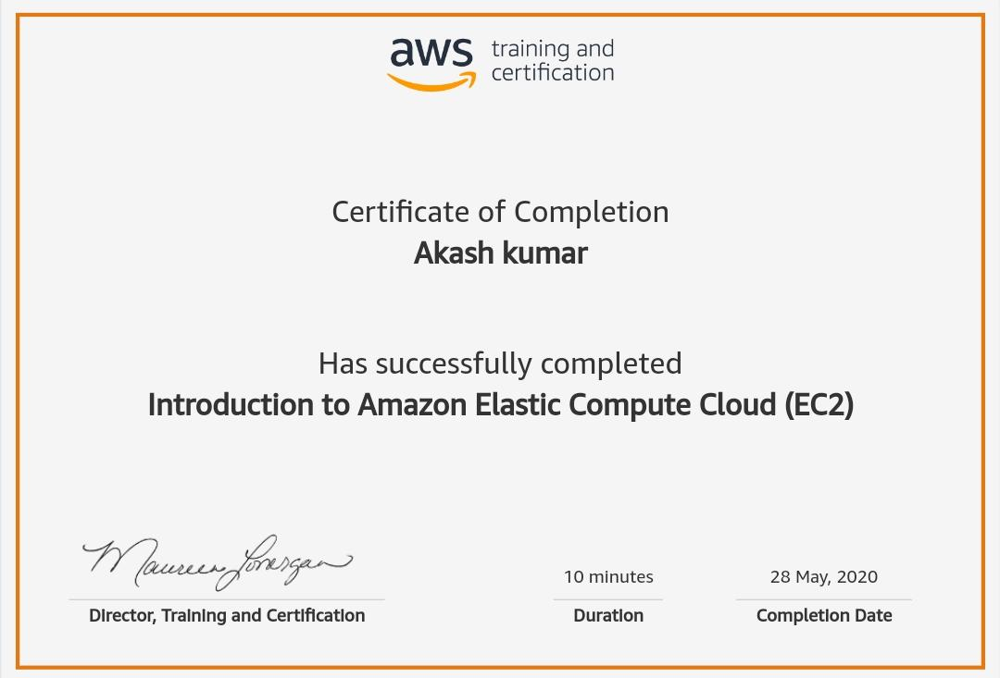 aws training and
certification
Certificate of Completion
Akash kumar
Has successfully completed
Introduction to Amazon Elastic Compute Cloud (EC2)
Maureen Lonergan
10 minutes
28 May, 2020
Director, Training and Certification
Duration
Completion Date